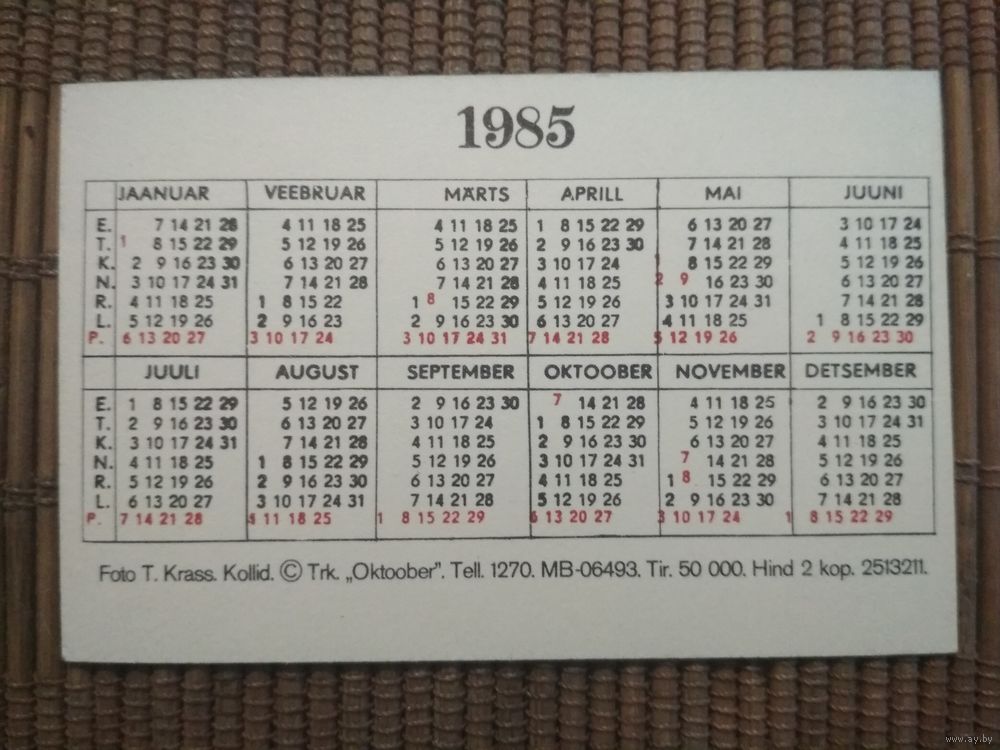 1985
JAANUAR VEEBRUAR MÄRTS APRILL MAI JUUNI
E. 7 14 21 28 4 11 18 25 4 11 18 25 1 8 15 22 29 6 13 20 27 3 10 17 24
T. 1 8 15 22 29 5 12 19 26 5 12 19 26 2 9 16 23 30 7 14 21 28 4 11 18 25
K. 2 9 16 23 30 6 13 20 27 6 13 20 27 3 10 17 24 1 8 15 22 29 5 12 19 26
N. 3 10 17 24 31 7 14 21 28 7 14 21 28 4 11 18 25 2 9 16 23 30 6 13 20 27
R. 4 11 18 25 1 8 15 22 1 8 15 22 29 5 12 19 26 3 10 17 24 31 7 14 21 28
L. 5 12 19 26 2 9 16 23 2 9 16 23 30 6 13 20 27 4 11 18 25 1 8 15 22 29
P. 6 13 20 27 3 10 17 24 3 10 17 24 31 7 14 21 28 5 12 19 26 2 9 16 23 30
JUULI AUGUST SEPTEMBER OKTOOBER NOVEMBER DETSEMBER
E. 1 8 15 22 29 5 12 19 26 2 9 16 23 30 7 14 21 28 4 11 18 25 2 9 16 23 30
T. 2 9 16 23 30 6 13 20 27 3 10 17 24 1 8 15 22 29 5 12 19 26 3 10 17 24 31
K. 3 10 17 24 31 7 14 21 28 4 11 18 25 2 9 16 23 30 6 13 20 27 4 11 18 25
N. 4 11 18 25 1 8 15 22 29 5 12 19 26 3 10 17 24 31 7 14 21 28 5 12 19 26
R. 5 12 19 26 2 9 16 23 30 6 13 20 27 4 11 18 25 1 8 15 22 29 6 13 20 27
L. 6 13 20 27 3 10 17 24 31 7 14 21 28 5 12 19 26 2 9 16 23 30 7 14 21 28
P. 7 14 21 28 4 11 18 25 1 8 15 22 29 6 13 20 27 3 10 17 24 1 8 15 22 29
Foto T. Krass. Kollid. © Trk. „Oktoober". Tell. 1270. MB-06493. Tir. 50 000. Hind 2 kop. 2513211.
www.ay.by